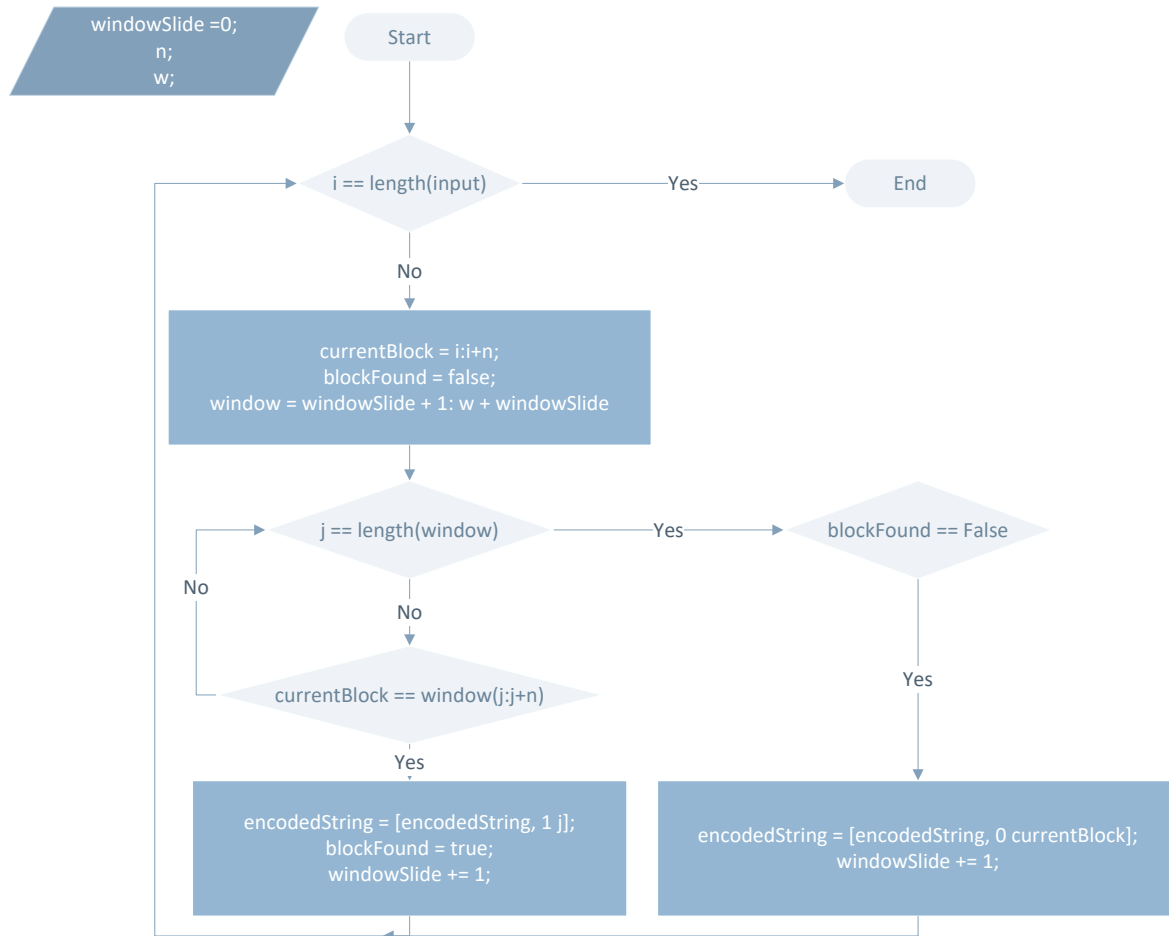 windowSlide =0;
n;
w;
Start
i == length(input)
Yes
End
No
currentBlock = i:i+n;
blockFound = false;
window = windowSlide + 1: w + windowSlide
j == length(window)
Yes
blockFound == False
No
No
currentBlock == window(j:j+n)
Yes
Yes
encodedString = [encodedString, 1 j];
blockFound = true;
windowSlide += 1;
encodedString = [encodedString, 0 currentBlock];
windowSlide += 1;